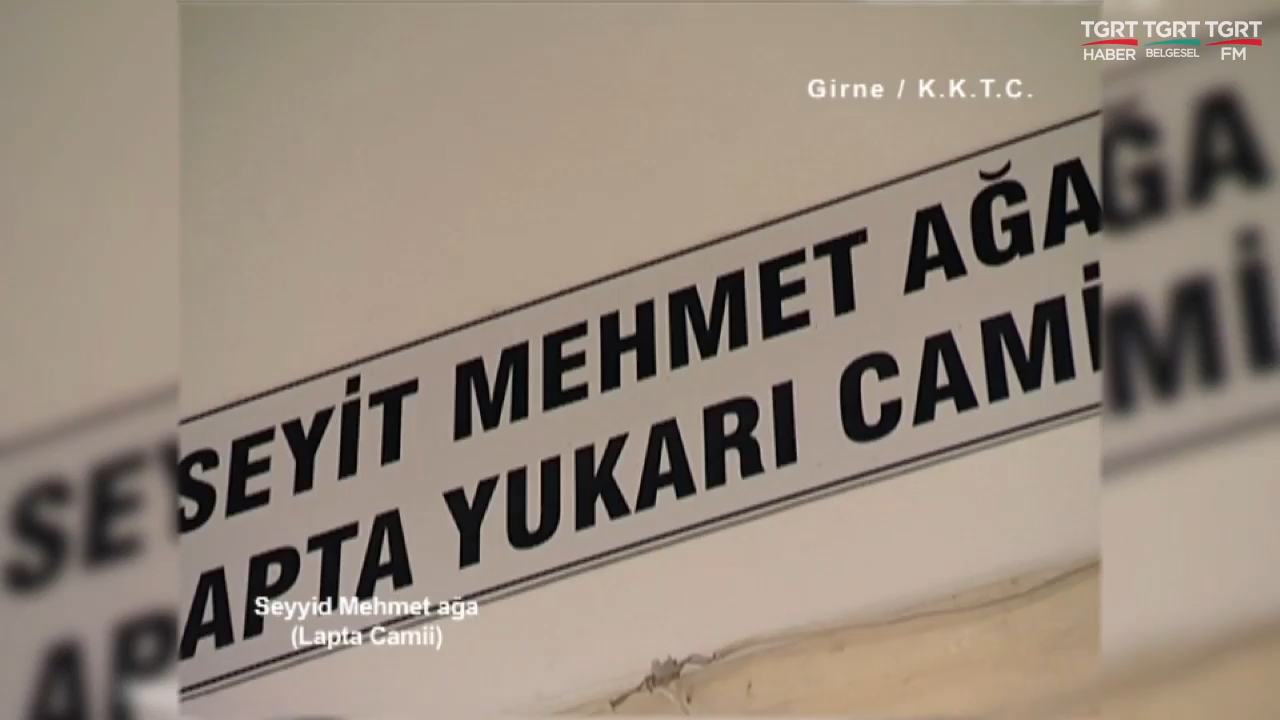 TGRT TGRT TGRT
HABER BELGESEL FM
Girne / K.K.T.C.
SEYİT MEHMET AĞA
APTA YUKARI CAMİ
Seyyid Mehmet ağa
(Lapta Camii)